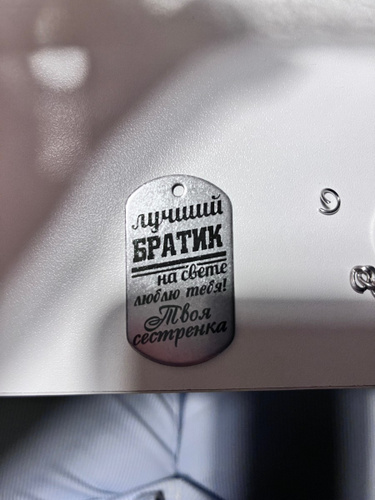 лучший
БРАТИК
на свете
люблю тебя!
Твоя
сестренка